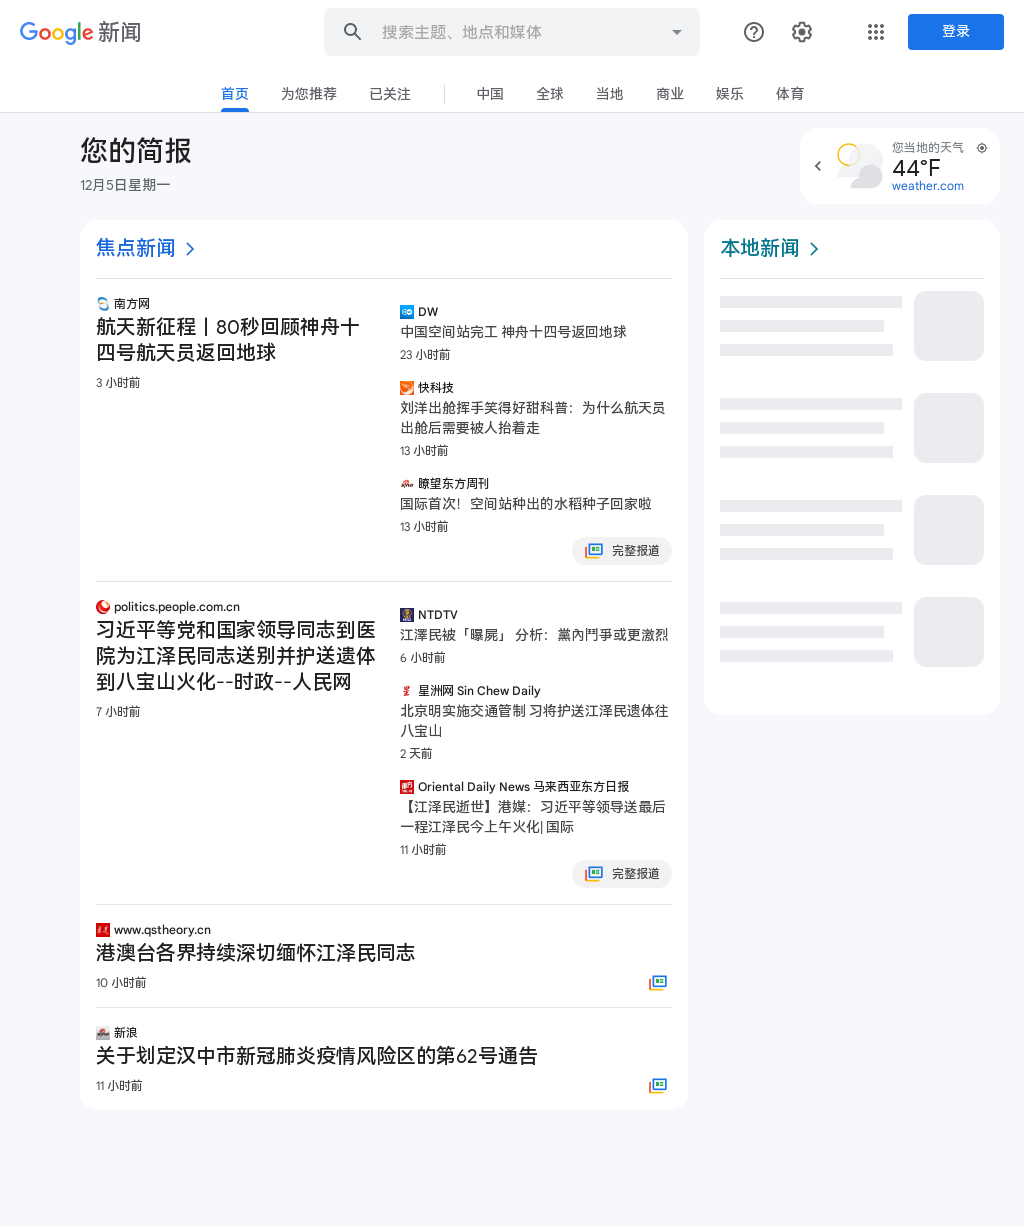 Google 新闻
搜索主题、地点和媒体
登录
首页
为您推荐
已关注
中国
全球
当地
商业
娱乐
体育
您的简报
12月5日星期一
您当地的天气
44°F
weather.com
焦点新闻
南方网
航天新征程丨80秒回顾神舟十
四号航天员返回地球
3 小时前
DW
中国空间站完工 神舟十四号返回地球
23 小时前
快科技
刘洋出舱挥手笑得好甜科普：为什么航天员
出舱后需要被人抬着走
13 小时前
瞭望东方周刊
国际首次！空间站种出的水稻种子回家啦
13 小时前
完整报道
politics.people.com.cn
习近平等党和国家领导同志到医
院为江泽民同志送别并护送遗体
到八宝山火化--时政--人民网
7 小时前
NTDTV
江澤民被「曝屍」 分析：黨內鬥爭或更激烈
6 小时前
星洲网 Sin Chew Daily
北京明实施交通管制 习将护送江泽民遗体往
八宝山
2 天前
Oriental Daily News 马来西亚东方日报
【江泽民逝世】港媒：习近平等领导送最后
一程江泽民今上午火化| 国际
11 小时前
完整报道
www.qstheory.cn
港澳台各界持续深切缅怀江泽民同志
10 小时前
新浪
关于划定汉中市新冠肺炎疫情风险区的第62号通告
11 小时前
本地新闻